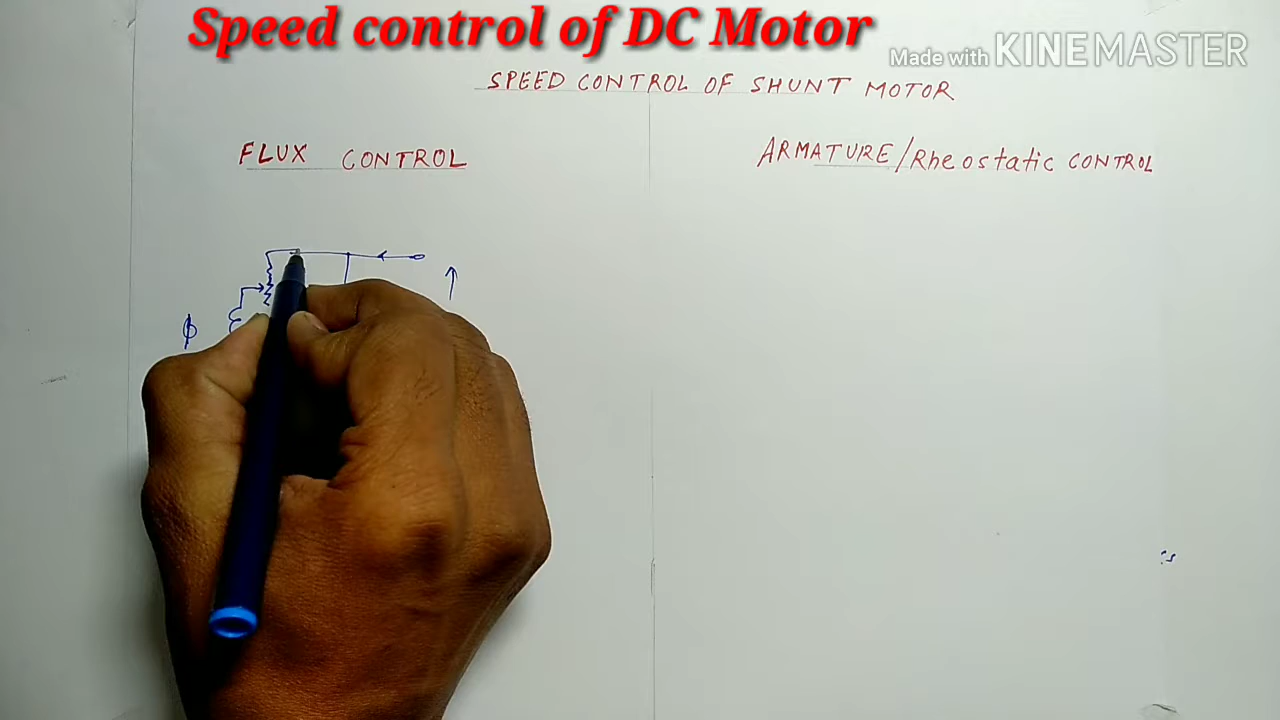 Speed control of DC Motor
Made with KINEMASTER
SPEED CONTROL OF SHUNT MOTOR
FLUX CONTROL
ARMATURE/Rheostatic CONTROL
ϕ